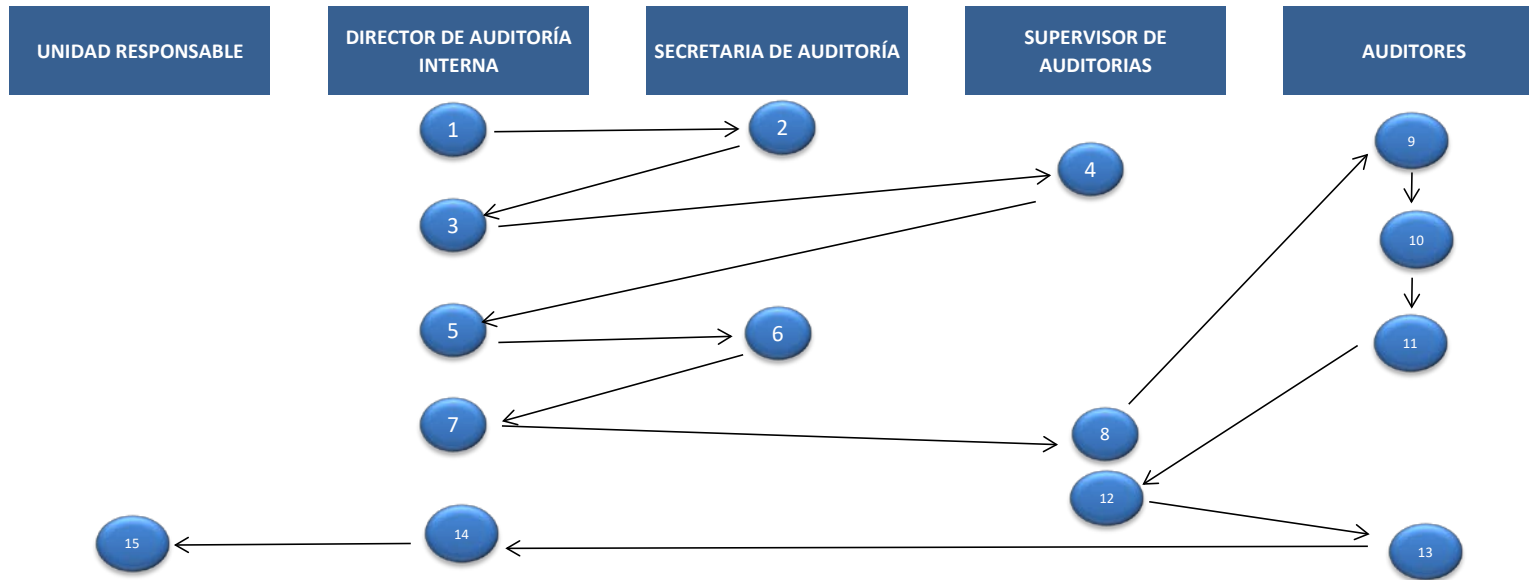 UNIDAD RESPONSABLE
DIRECTOR DE AUDITORÍA
INTERNA
SECRETARIA DE AUDITORÍA
SUPERVISOR DE
AUDITORIAS
AUDITORES
1
2
9
4
3
10
5
6
11
7
8
12
14
15
13